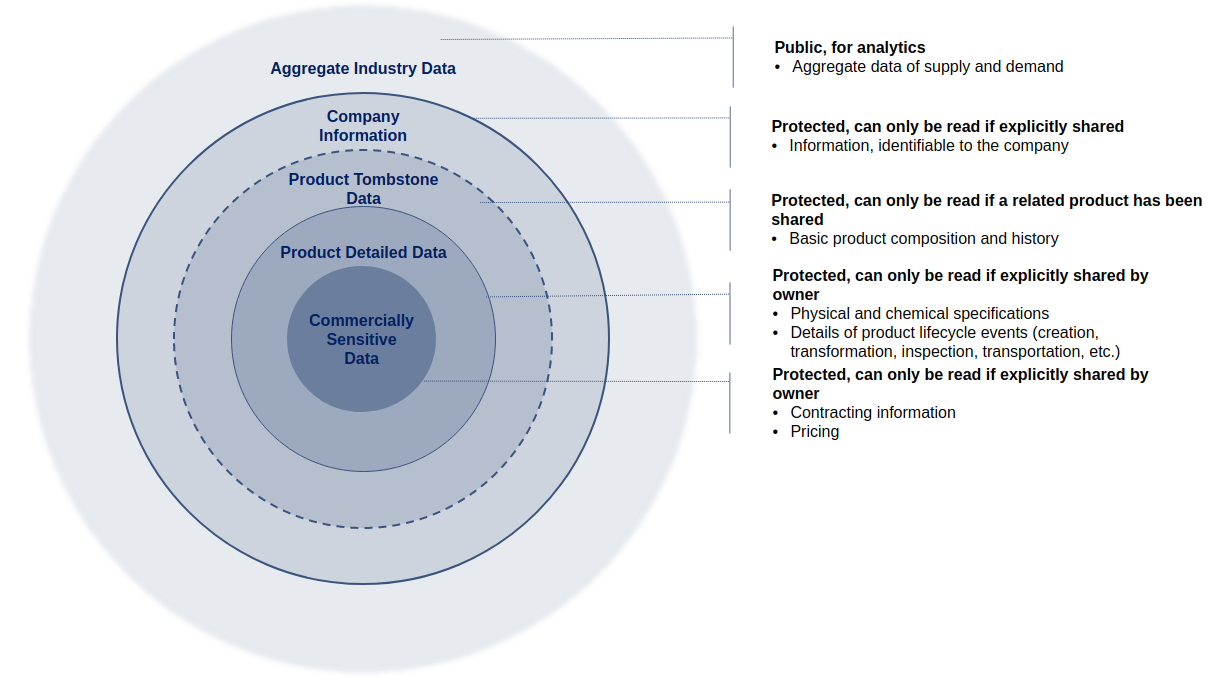 Aggregate Industry Data
Company
Information
Product Tombstone
Data
Product Detailed Data
Commercially
Sensitive
Data
Public, for analytics
• Aggregate data of supply and demand
Protected, can only be read if explicitly shared
• Information, identifiable to the company
Protected, can only be read if a related product has been
shared
• Basic product composition and history
Protected, can only be read if explicitly shared by
owner
• Physical and chemical specifications
• Details of product lifecycle events (creation,
transformation, inspection, transportation, etc.)
Protected, can only be read if explicitly shared by
owner
• Contracting information
• Pricing